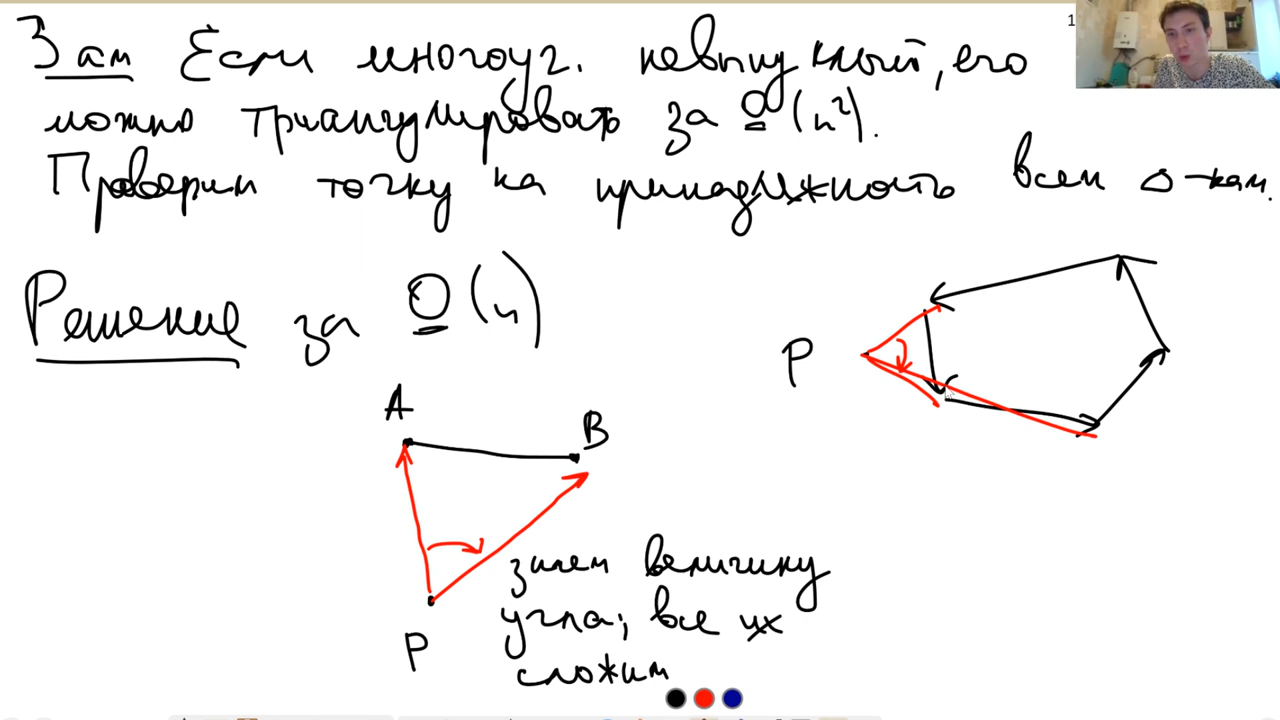 Зам Если многоуг. невыпуклый, его
можно триангулировать за O(n²).
Проверим точку на принадлежность всем △-кам.
Решение за O(n)
P
A
B
P
знаем величину
угла; все их
сложим
1